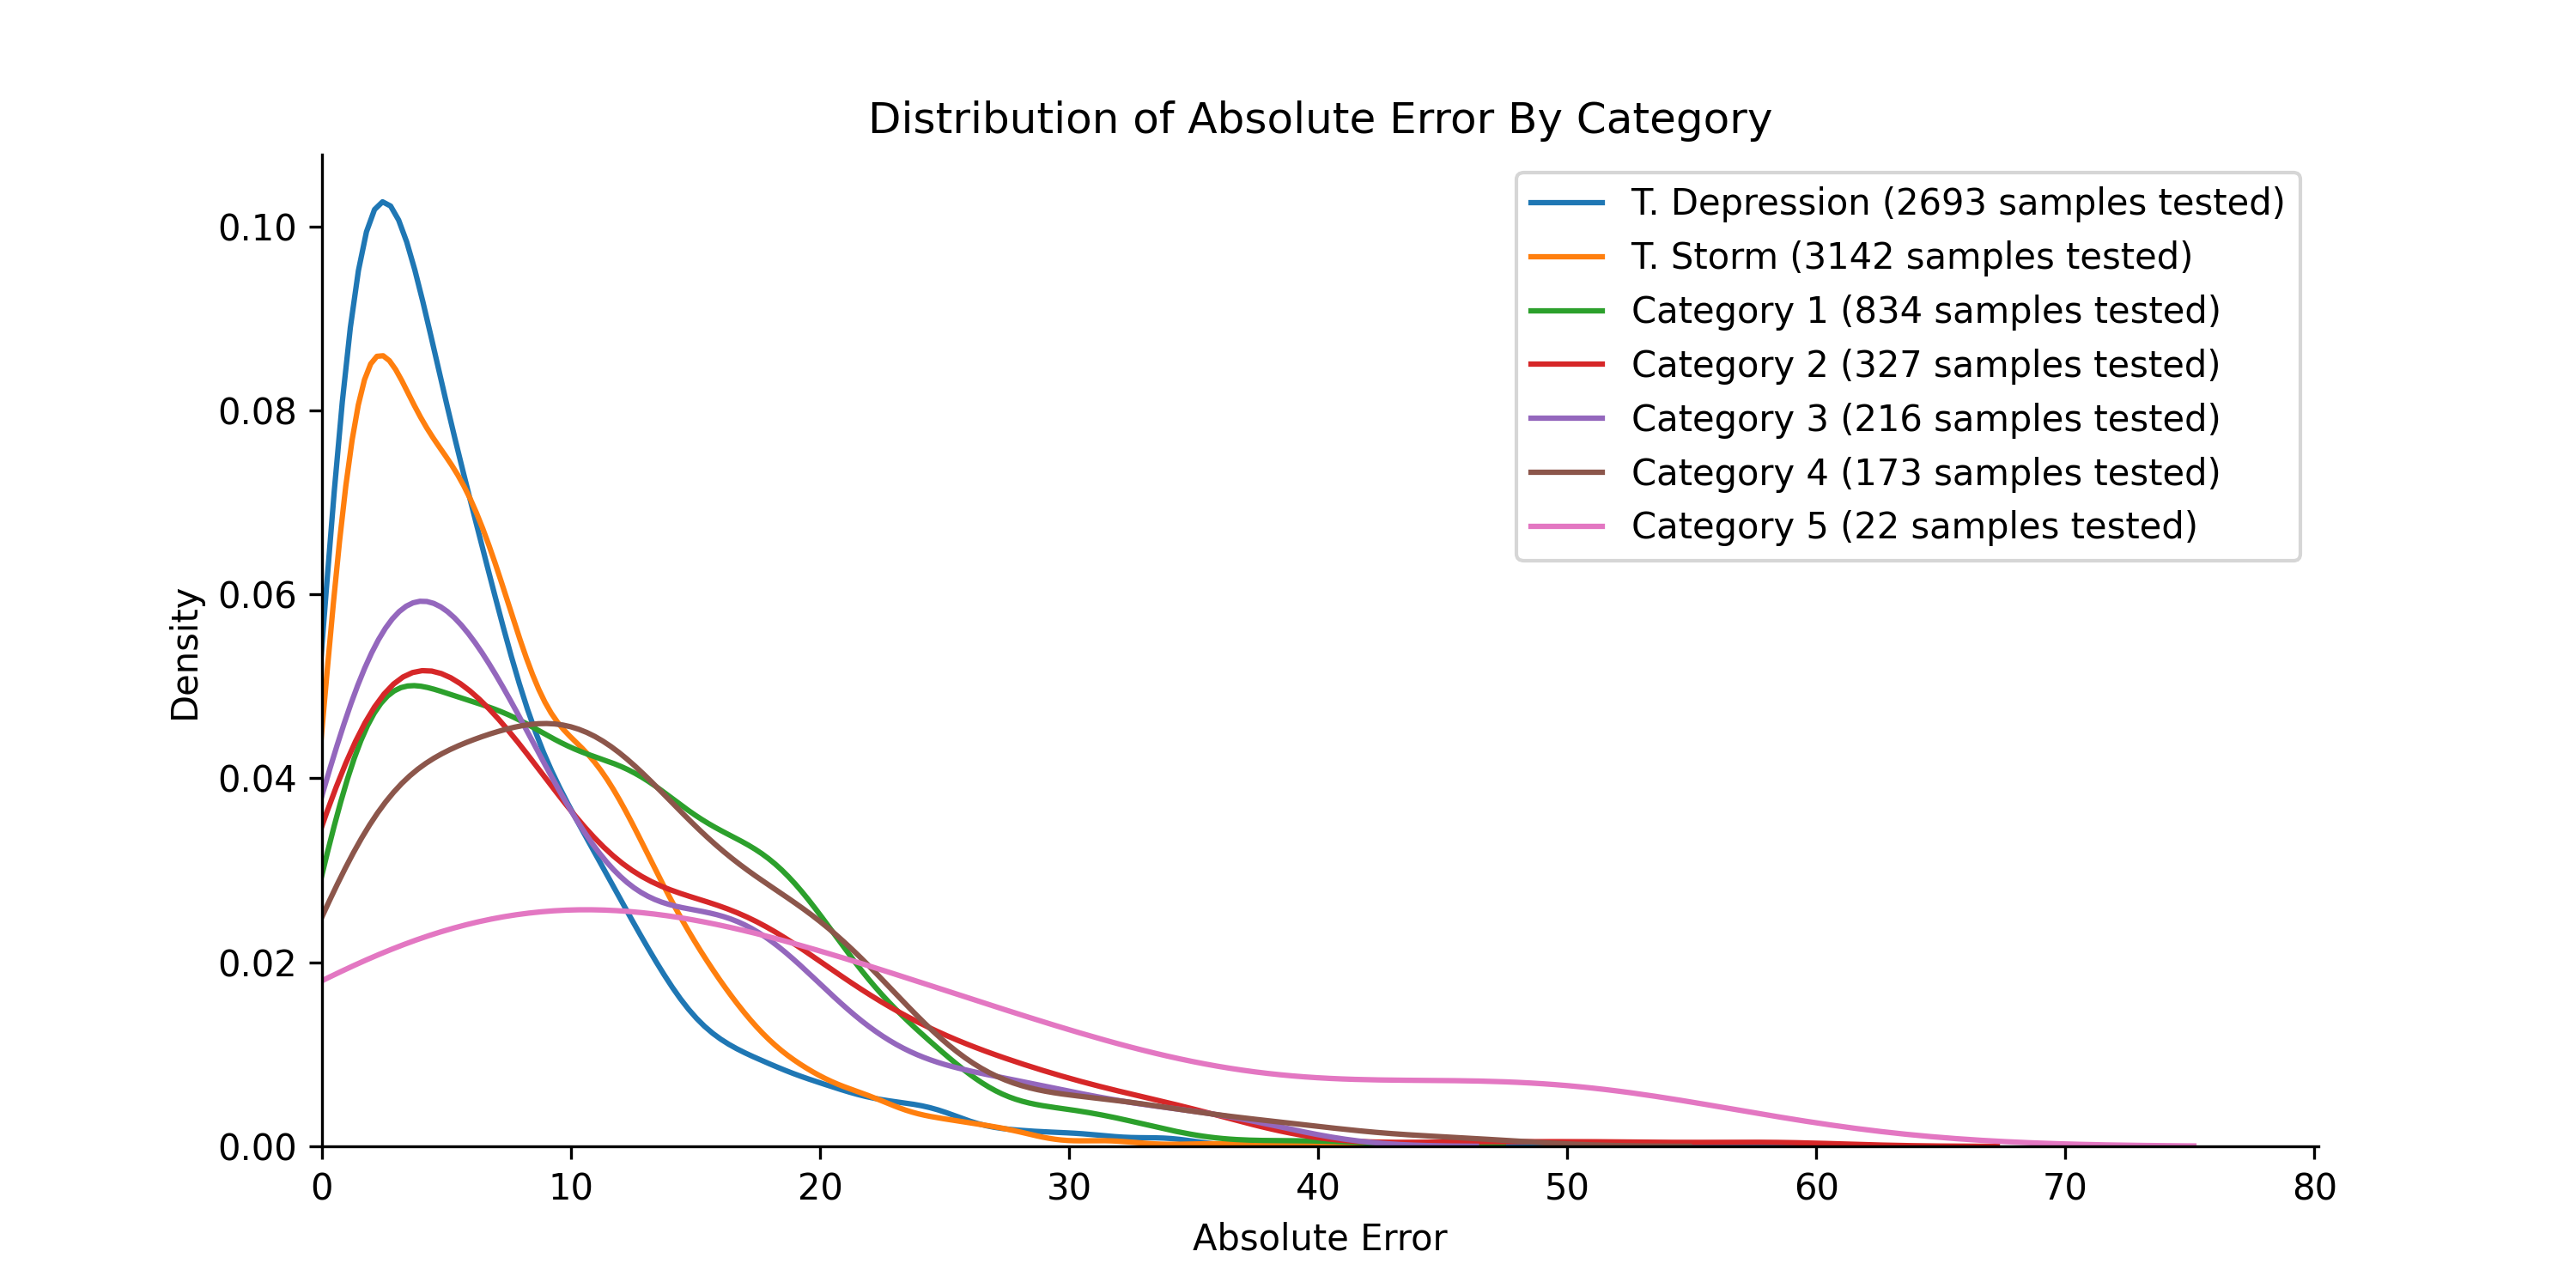 Distribution of Absolute Error By Category
T. Depression (2693 samples tested)
T. Storm (3142 samples tested)
Category 1 (834 samples tested)
Category 2 (327 samples tested)
Category 3 (216 samples tested)
Category 4 (173 samples tested)
Category 5 (22 samples tested)
Density
0.10
0.08
0.06
0.04
0.02
0.00
0 10 20 30 40 50 60 70 80
Absolute Error